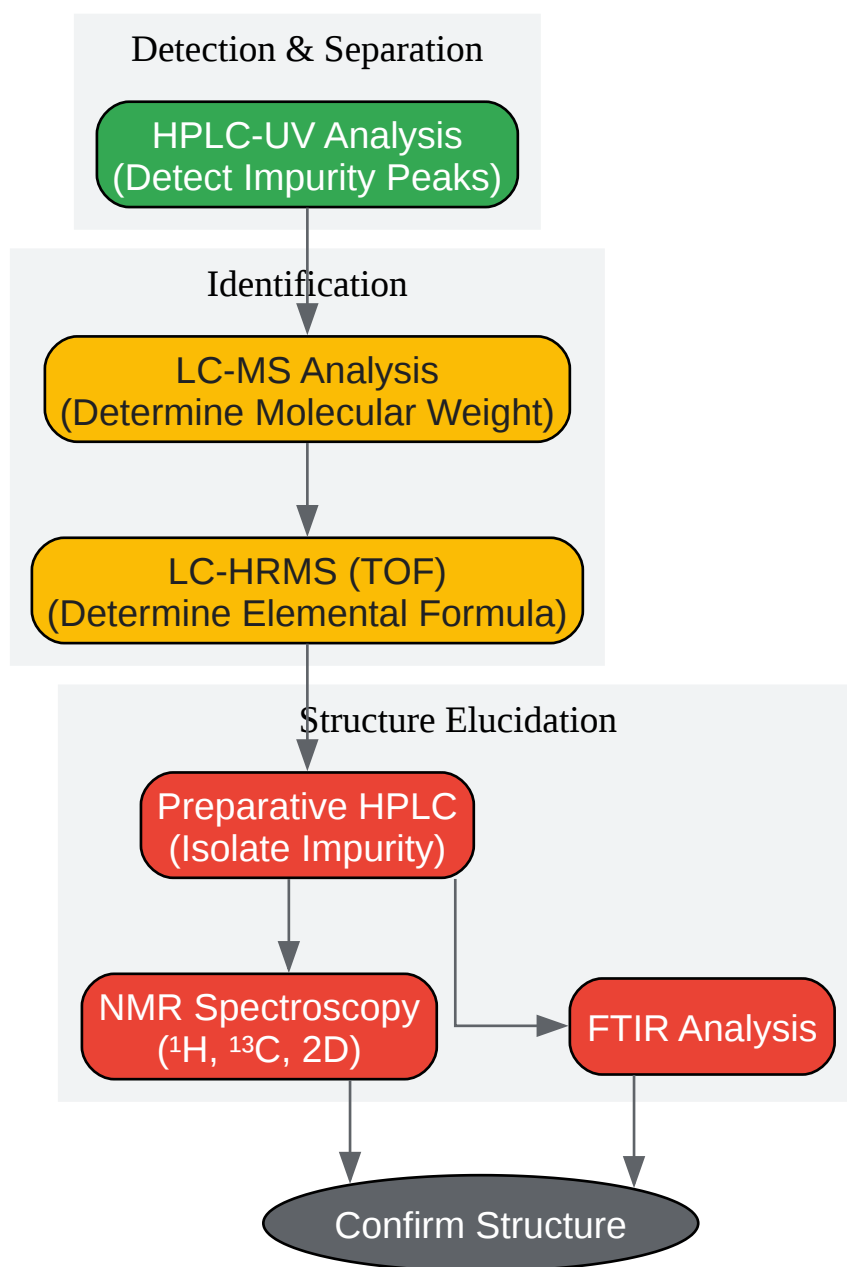 Detection & Separation
HPLC-UV Analysis
(Detect Impurity Peaks)
Identification
LC-MS Analysis
(Determine Molecular Weight)
LC-HRMS (TOF)
(Determine Elemental Formula)
Structure Elucidation
Preparative HPLC
(Isolate Impurity)
NMR Spectroscopy
(¹H, ¹³C, 2D)
FTIR Analysis
Confirm Structure